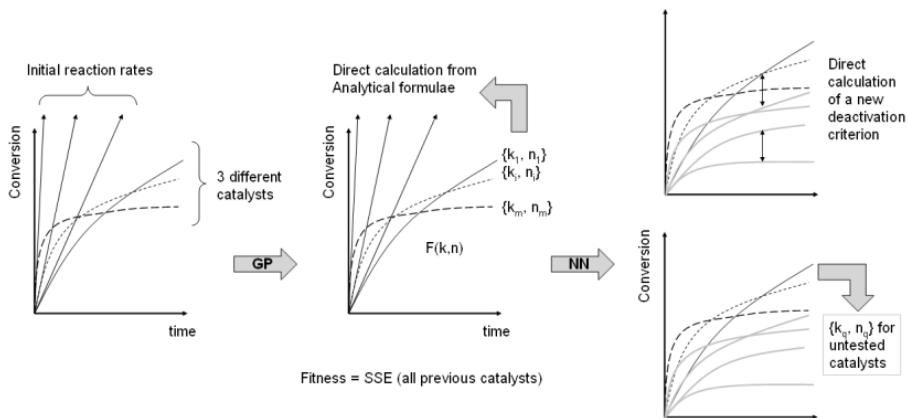 Initial reaction rates
Conversion
3 different
catalysts
time
GP
Direct calculation from
Analytical formulae
Conversion
{k₁, n₁}
{kᵢ, nᵢ}
{kₘ, nₘ}
F(k,n)
time
Fitness = SSE (all previous catalysts)
NN
Direct
calculation
of a new
deactivation
criterion
Conversion
{k_q, n_q} for
untested
catalysts